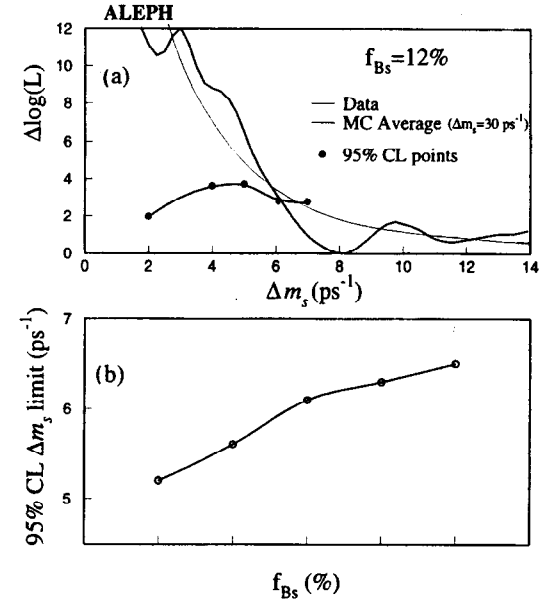 ALEPH
(a)
f_Bs=12%
Data
MC Average (Δm_s=30 ps⁻¹)
95% CL points
Δlog(L)
12
10
8
6
4
2
0
0 2 4 6 8 10 12 14
Δm_s (ps⁻¹)
(b)
95% CL Δm_s limit (ps⁻¹)
7
6
5
f_Bs (%)